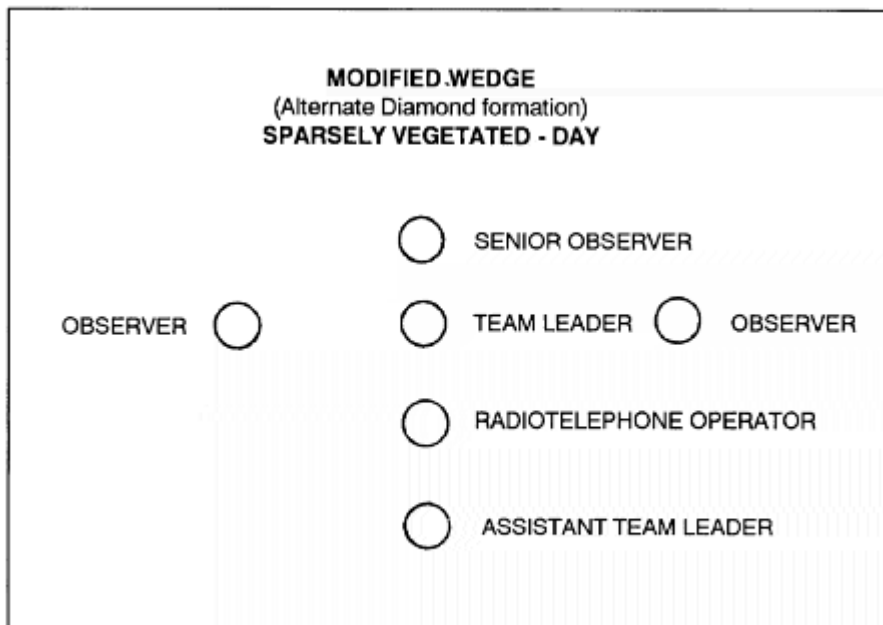 MODIFIED WEDGE
(Alternate Diamond formation)
SPARSELY VEGETATED - DAY
SENIOR OBSERVER
OBSERVER TEAM LEADER OBSERVER
RADIOTELEPHONE OPERATOR
ASSISTANT TEAM LEADER